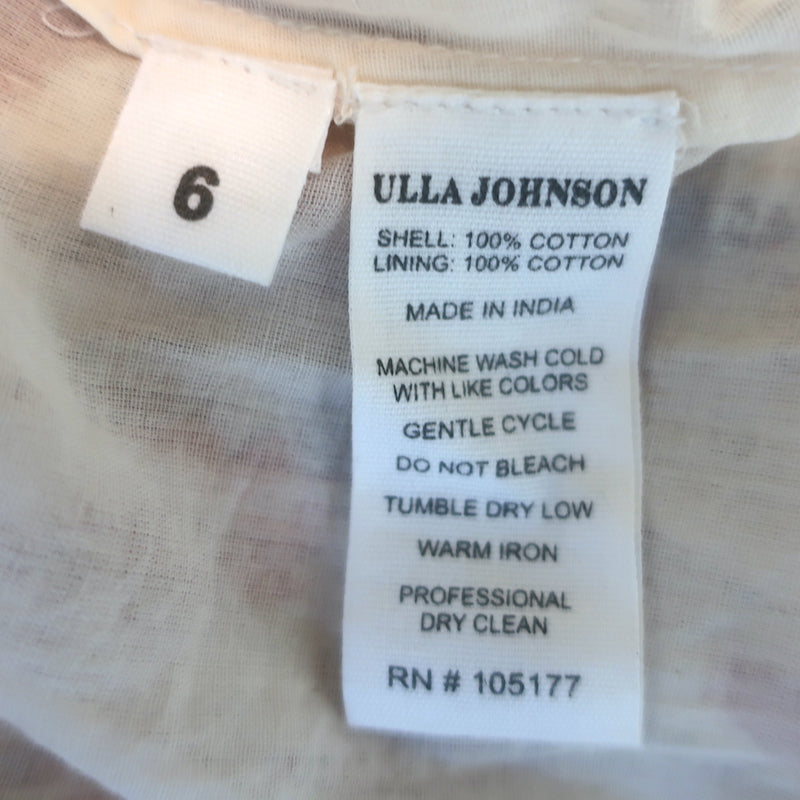 6
ULLA JOHNSON
SHELL: 100% COTTON
LINING: 100% COTTON
MADE IN INDIA
MACHINE WASH COLD
WITH LIKE COLORS
GENTLE CYCLE
DO NOT BLEACH
TUMBLE DRY LOW
WARM IRON
PROFESSIONAL
DRY CLEAN
RN # 105177